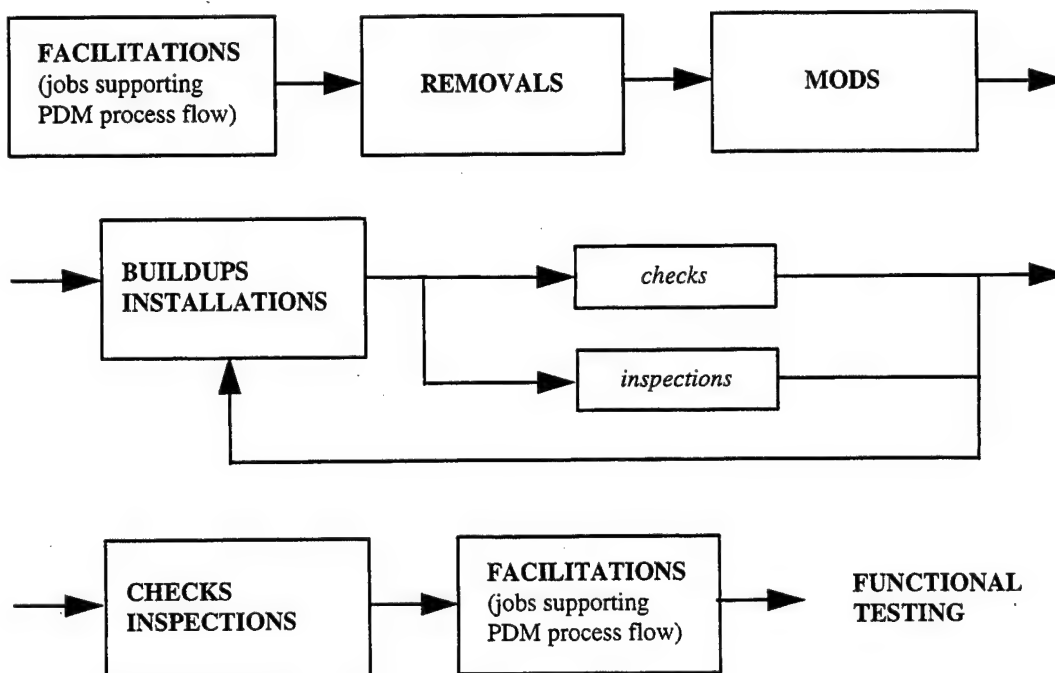 FACILITATIONS
(jobs supporting
PDM process flow)
REMOVALS
MODS
BUILDUPS
INSTALLATIONS
checks
inspections
CHECKS
INSPECTIONS
FACILITATIONS
(jobs supporting
PDM process flow)
FUNCTIONAL
TESTING